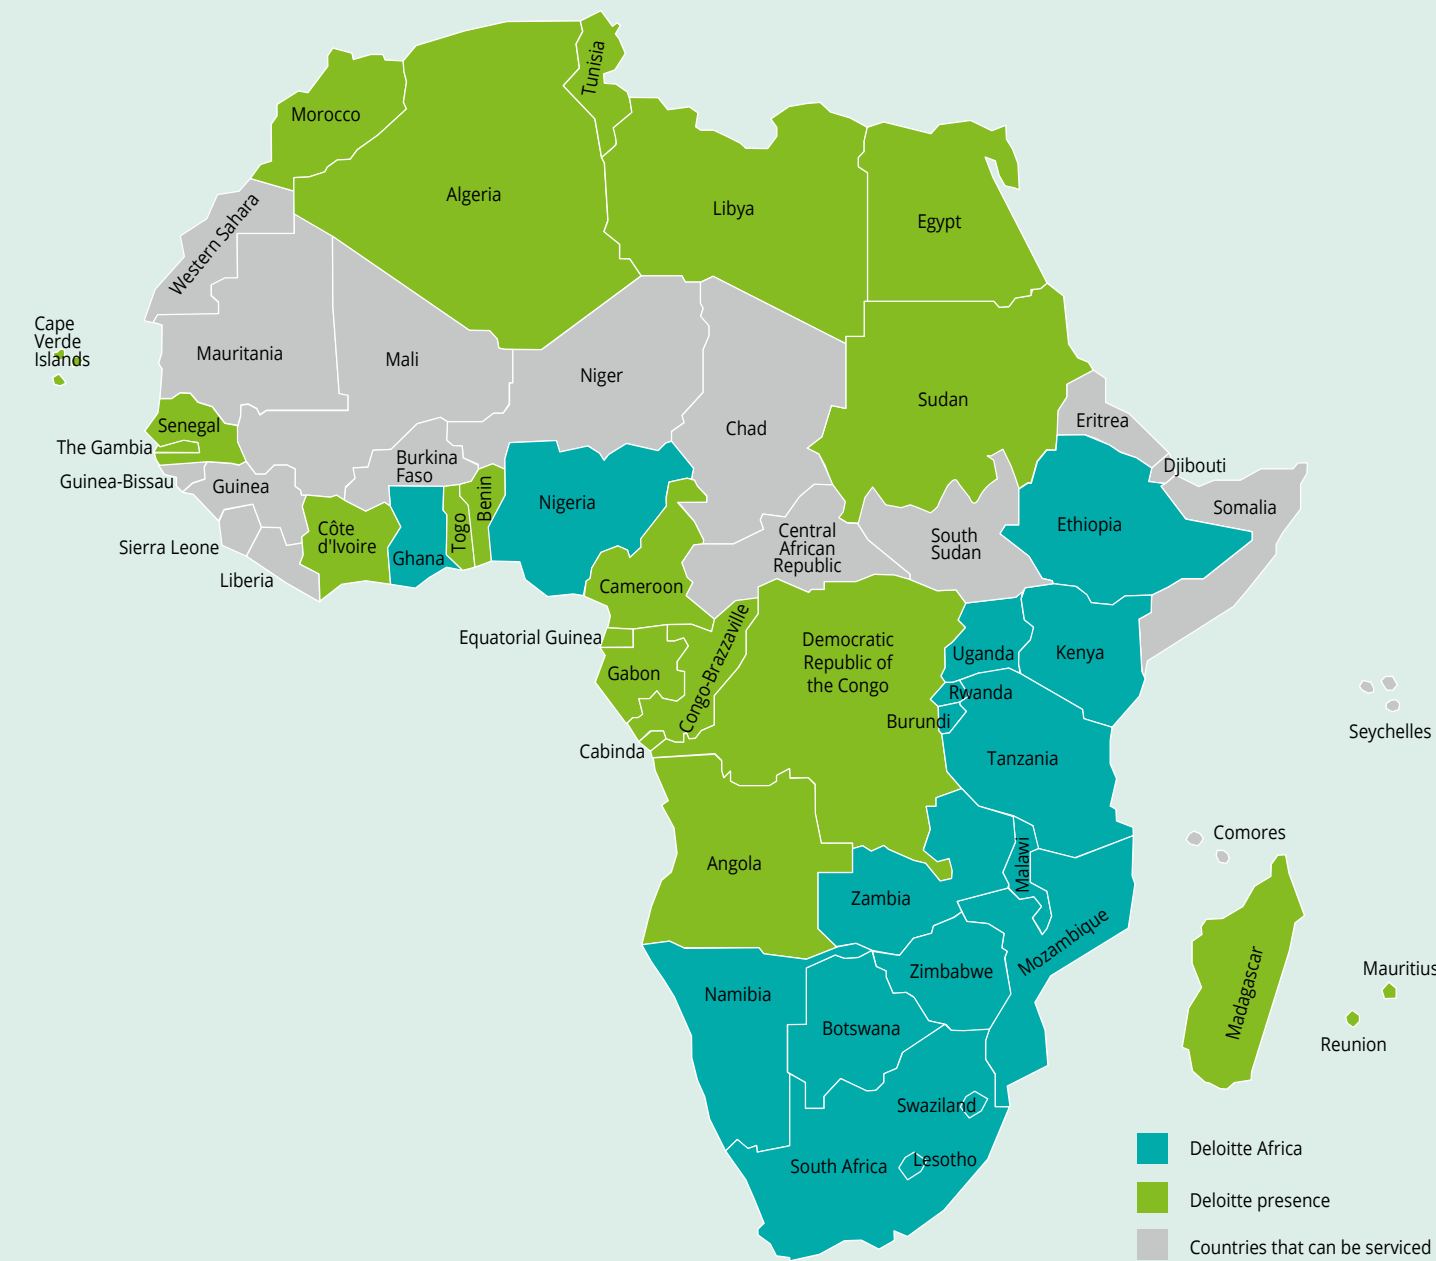 Tunisia
Morocco
Algeria
Libya
Egypt
Western Sahara
Cape
Verde
Islands
Mauritania
Mali
Niger
Chad
Sudan
Eritrea
Senegal
The Gambia
Guinea-Bissau
Guinea
Burkina
Faso
Djibouti
Somalia
Sierra Leone
Liberia
Côte
d'Ivoire
Ghana
Togo
Benin
Nigeria
Central
African
Republic
South
Sudan
Ethiopia
Cameroon
Equatorial Guinea
Gabon
Congo-Brazzaville
Democratic
Republic of
the Congo
Uganda
Kenya
Rwanda
Burundi
Cabinda
Tanzania
Seychelles
Comores
Angola
Zambia
Malawi
Mozambique
Zimbabwe
Namibia
Botswana
Madagascar
Mauritius
Reunion
Swaziland
South Africa
Lesotho
Deloitte Africa
Deloitte presence
Countries that can be serviced